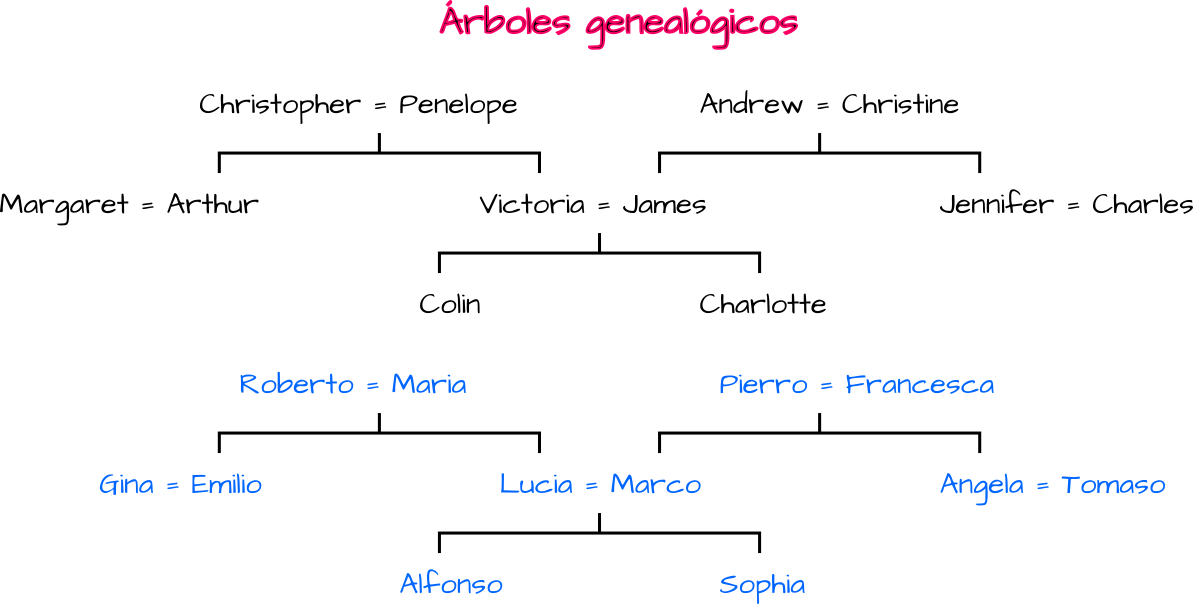 Árboles genealógicos
Christopher = Penelope Andrew = Christine
Margaret = Arthur Victoria = James Jennifer = Charles
Colin Charlotte
Roberto = Maria Pierro = Francesca
Gina = Emilio Lucia = Marco Angela = Tomaso
Alfonso Sophia